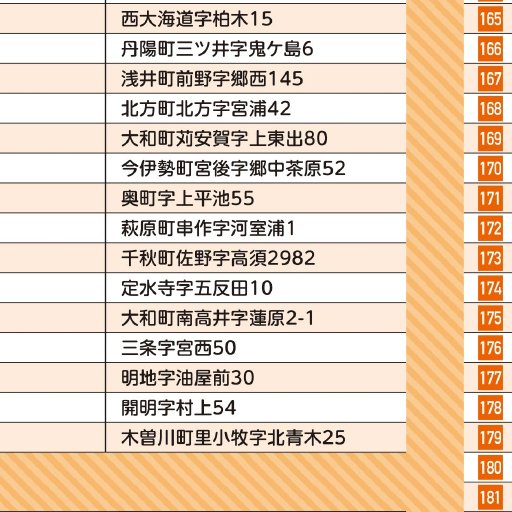 西大海道字柏木15
丹陽町三ツ井字鬼ケ島6
浅井町前野字郷西145
北方町北方字宮浦42
大和町苅安賀字上東出80
今伊勢町宮後字郷中茶原52
奥町字上平池55
萩原町串作字河室浦1
千秋町佐野字高須2982
定水寺字五反田10
大和町南高井字蓮原2-1
三条字宮西50
明地字油屋前30
開明字村上54
木曽川町里小牧字北青木25
165
166
167
168
169
170
171
172
173
174
175
176
177
178
179
180
181